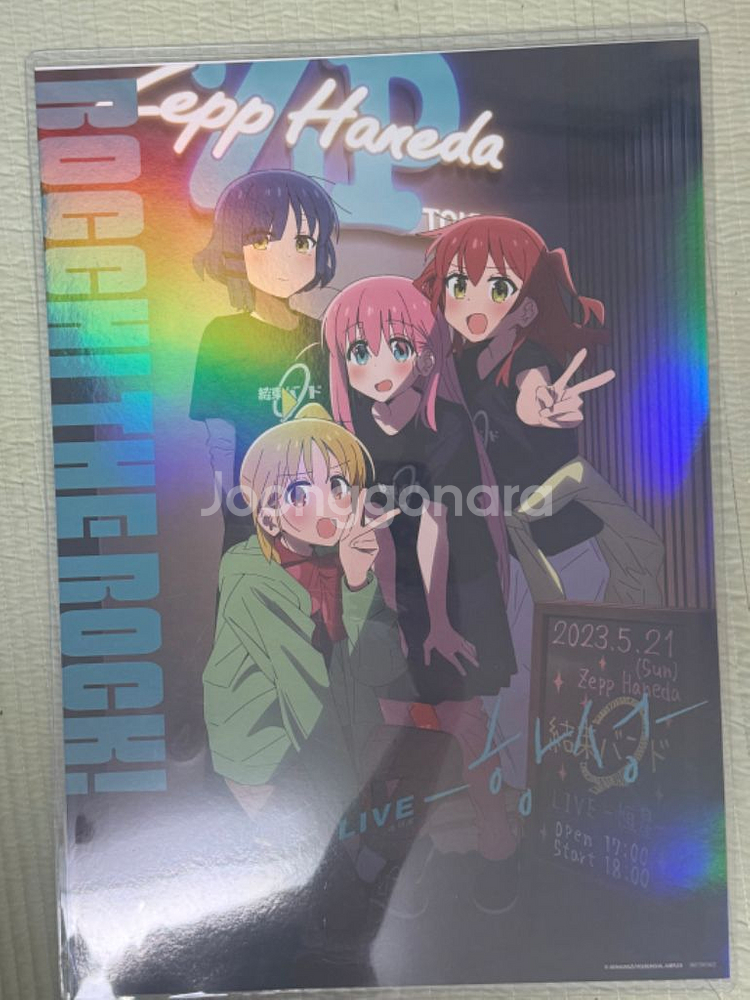 Zepp Haneda
BOCCHI THE ROCK!
結束バンド
Joonggonara
2023.5.21
(Sun)
Zepp Haneda
結束バンド
LIVE
OPEN 17:00
Start 18:00
LIVE